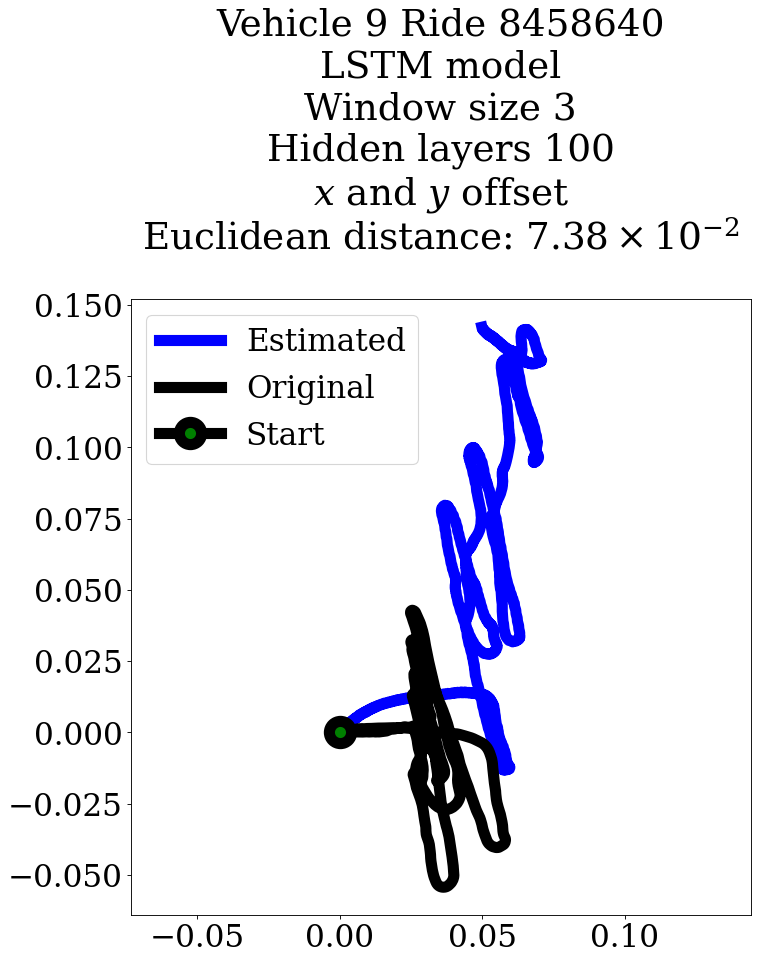 Vehicle 9 Ride 8458640
LSTM model
Window size 3
Hidden layers 100
x and y offset
Euclidean distance: 7.38 × 10⁻²
Estimated
Original
Start
0.150
0.125
0.100
0.075
0.050
0.025
0.000
−0.025
−0.050
−0.05 0.00 0.05 0.10